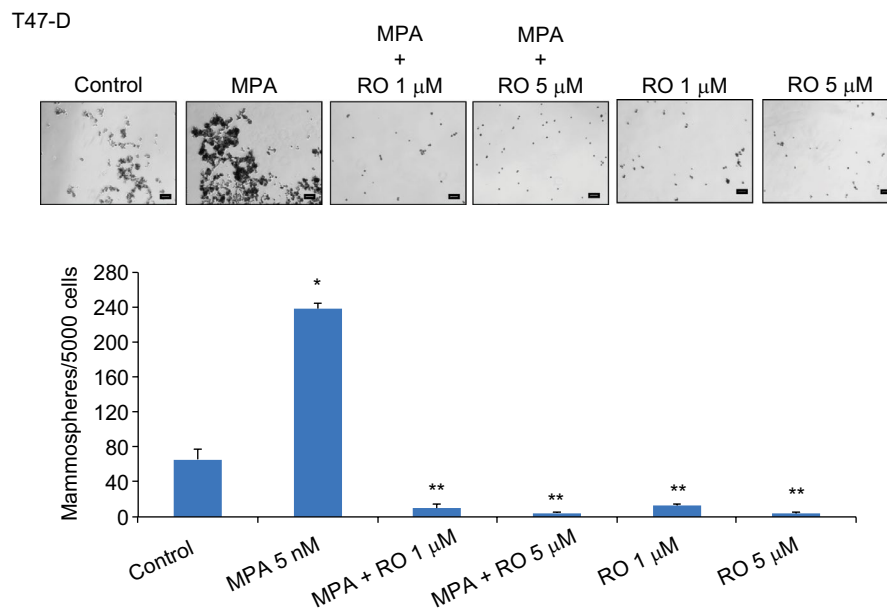 T47-D
Control
MPA
MPA
+
RO 1 μM
MPA
+
RO 5 μM
RO 1 μM
RO 5 μM
Mammospheres/5000 cells
280
240
200
160
120
80
40
0
*
**
**
**
**
Control
MPA 5 nM
MPA + RO 1 μM
MPA + RO 5 μM
RO 1 μM
RO 5 μM